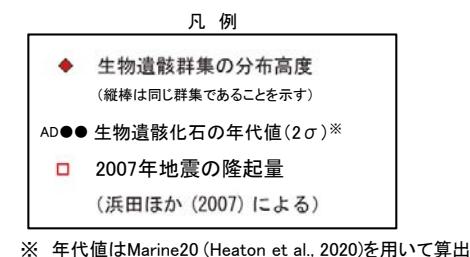 凡 例
生物遺骸群集の分布高度
(縦棒は同じ群集であることを示す)
AD●● 生物遺骸化石の年代値(2σ)※
2007年地震の隆起量
(浜田ほか (2007) による)
※ 年代値はMarine20 (Heaton et al., 2020)を用いて算出